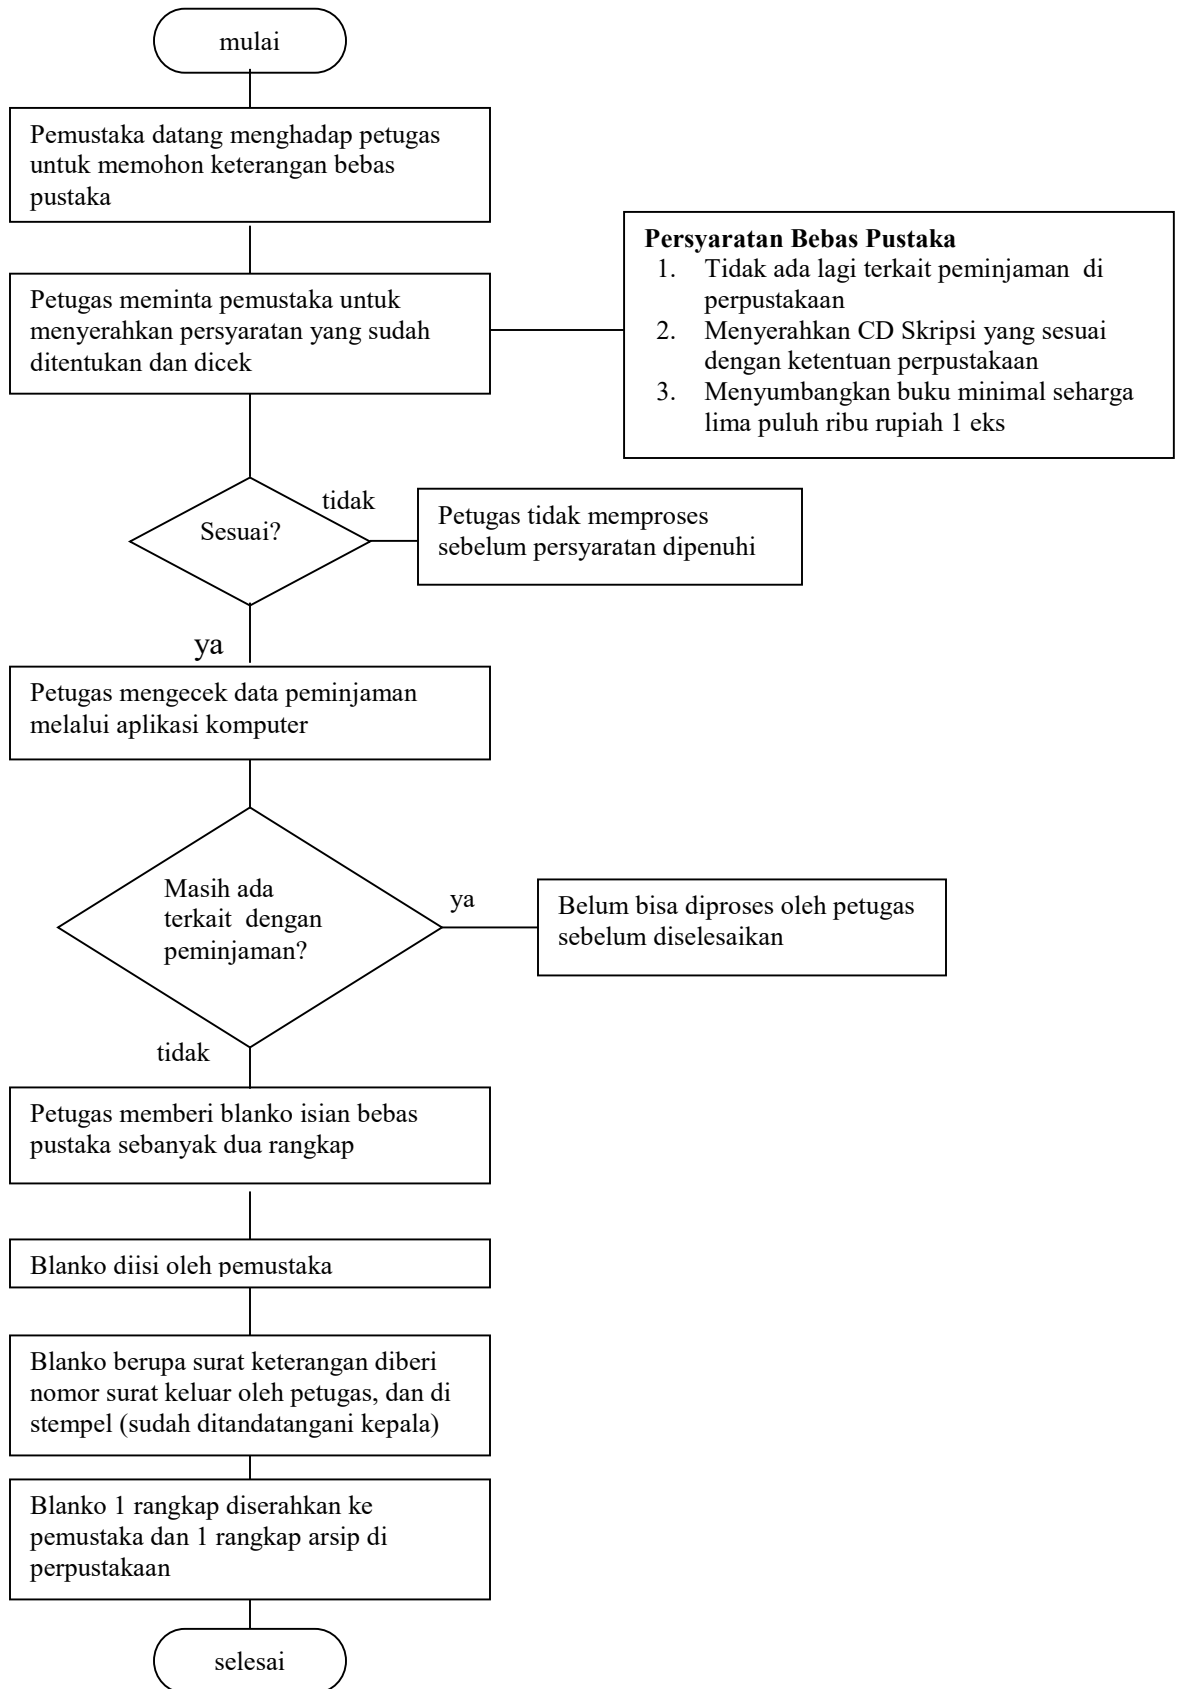 mulai
Pemustaka datang menghadap petugas
untuk memohon keterangan bebas
pustaka
Petugas meminta pemustaka untuk
menyerahkan persyaratan yang sudah
ditentukan dan dicek
Persyaratan Bebas Pustaka
1. Tidak ada lagi terkait peminjaman di
perpustakaan
2. Menyerahkan CD Skripsi yang sesuai
dengan ketentuan perpustakaan
3. Menyumbangkan buku minimal seharga
lima puluh ribu rupiah 1 eks
Sesuai?
tidak
Petugas tidak memproses
sebelum persyaratan dipenuhi
ya
Petugas mengecek data peminjaman
melalui aplikasi komputer
Masih ada
terkait dengan
peminjaman?
ya
Belum bisa diproses oleh petugas
sebelum diselesaikan
tidak
Petugas memberi blanko isian bebas
pustaka sebanyak dua rangkap
Blanko diisi oleh pemustaka
Blanko berupa surat keterangan diberi
nomor surat keluar oleh petugas, dan di
stempel (sudah ditandatangani kepala)
Blanko 1 rangkap diserahkan ke
pemustaka dan 1 rangkap arsip di
perpustakaan
selesai